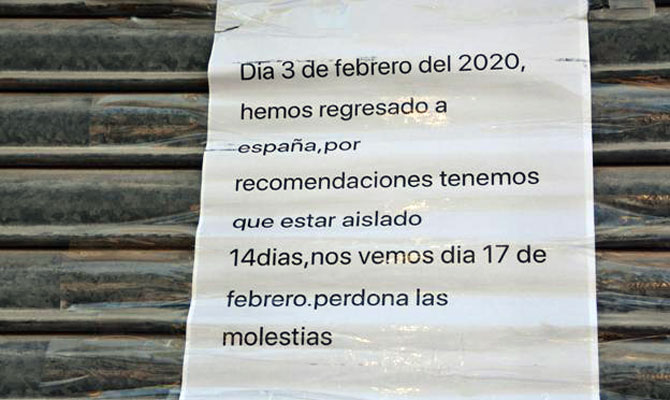 Dia 3 de febrero del 2020,
hemos regresado a
españa,por
recomendaciones tenemos
que estar aislado
14dias,nos vemos dia 17 de
febrero.perdona las
molestias